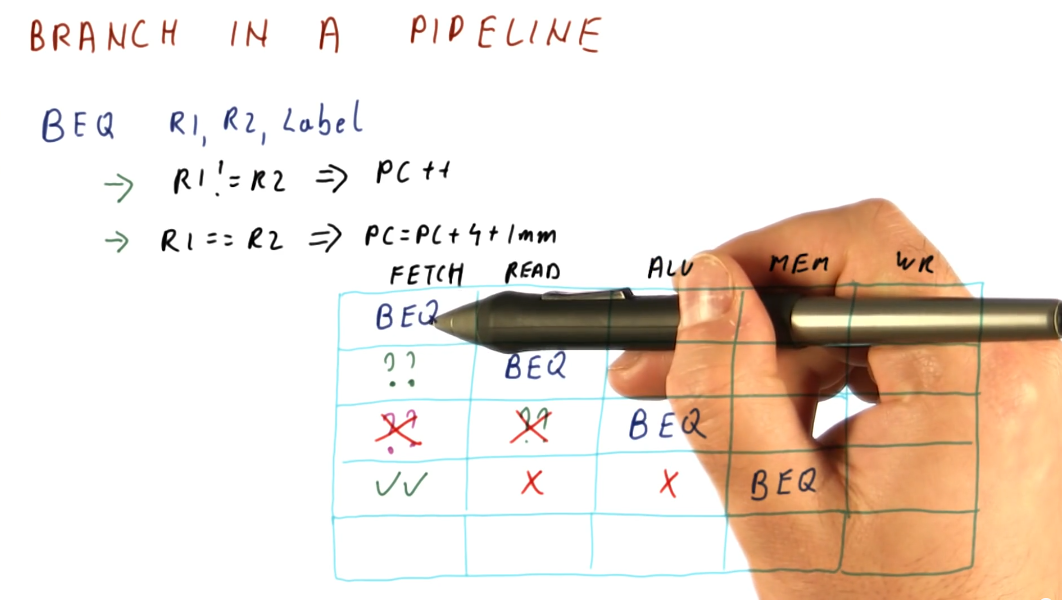 BRANCH IN A PIPELINE
BEQ R1, R2, Label
→ R1 != R2 ⇒ PC++
→ R1 == R2 ⇒ PC=PC+4+Imm
FETCH READ ALU MEM WR
BEQ
?? BEQ
?? ?? BEQ
✓✓ X X BEQ